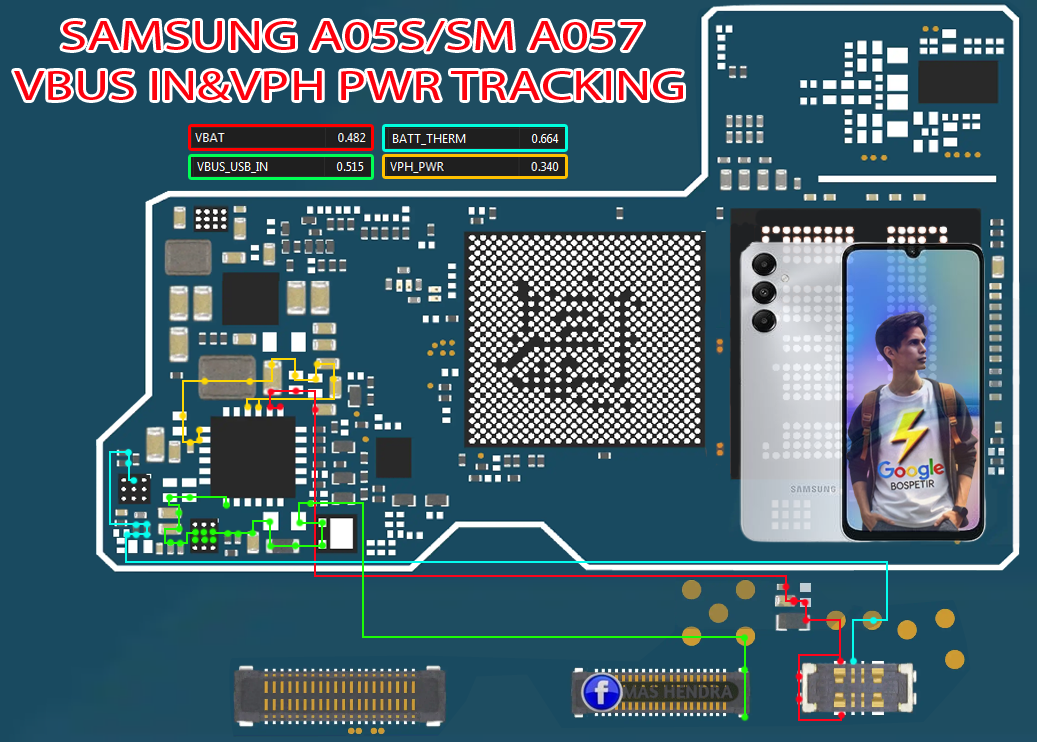 SAMSUNG A05S/SM A057
VBUS IN&VPH PWR TRACKING
VBAT 0.482
BATT_THERM 0.664
VBUS_USB_IN 0.515
VPH_PWR 0.340
SAMSUNG
Google
BOSPETIR
f MAS HENDRA